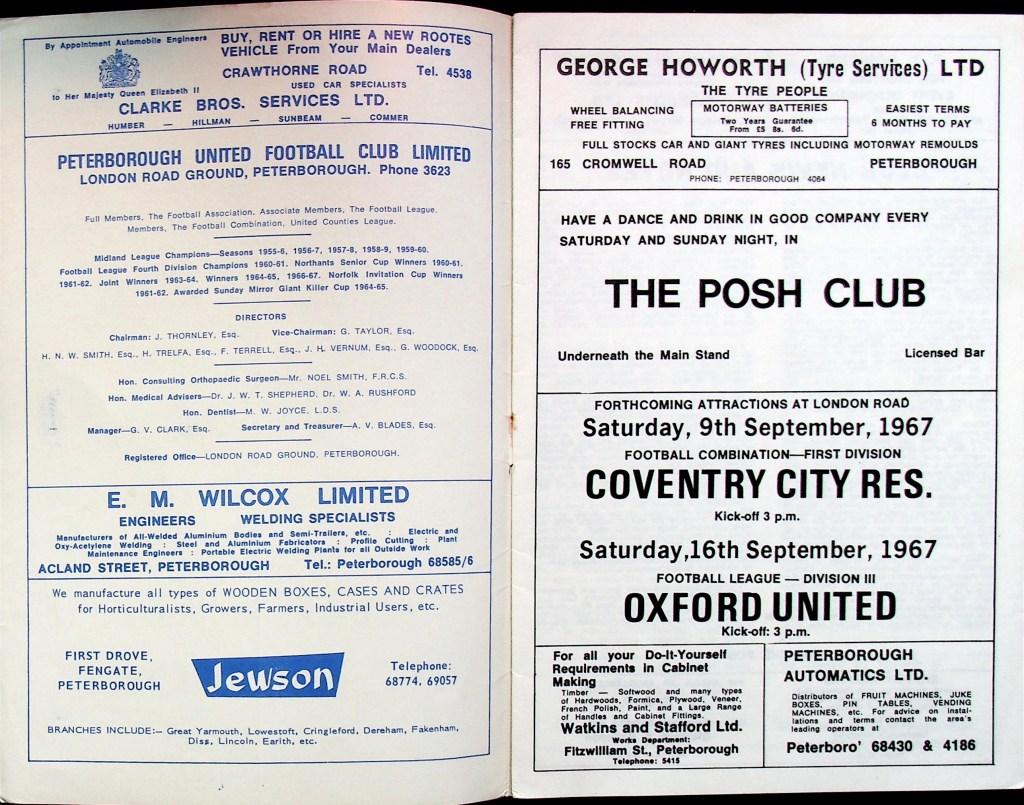 By Appointment Automobile Engineers
to Her Majesty Queen Elizabeth II
BUY, RENT OR HIRE A NEW ROOTES
VEHICLE From Your Main Dealers
CRAWTHORNE ROAD Tel. 4538
USED CAR SPECIALISTS
CLARKE BROS. SERVICES LTD.
HUMBER — HILLMAN — SUNBEAM — COMMER
PETERBOROUGH UNITED FOOTBALL CLUB LIMITED
LONDON ROAD GROUND, PETERBOROUGH. Phone 3623
Full Members, The Football Association. Associate Members, The Football League.
Members, The Football Combination, United Counties League.
Midland League Champions—Seasons 1955-6, 1956-7, 1957-8, 1958-9, 1959-60.
Football League Fourth Division Champions 1960-61. Northants Senior Cup Winners 1960-61.
1961-62. Joint Winners 1963-64. Winners 1964-65, 1966-67. Norfolk Invitation Cup Winners
1961-62. Awarded Sunday Mirror Giant Killer Cup 1964-65.
DIRECTORS
Chairman: J. THORNLEY, Esq. Vice-Chairman: G. TAYLOR, Esq.
H. N. W. SMITH, Esq., H. TRELFA, Esq., F. TERRELL, Esq., J. H. VERNUM, Esq., G. WOODOCK, Esq.
Hon. Consulting Orthopaedic Surgeon—Mr. NOEL SMITH, F.R.C.S.
Hon. Medical Advisers—Dr. J. W. T. SHEPHERD, Dr. W. A. RUSHFORD
Hon. Dentist—M. W. JOYCE, L.D.S.
Manager—G. V. CLARK, Esq. Secretary and Treasurer—A. V. BLADES, Esq.
Registered Office—LONDON ROAD GROUND, PETERBOROUGH.
E. M. WILCOX LIMITED
ENGINEERS WELDING SPECIALISTS
Manufacturers of All-Welded Aluminium Bodies and Semi-Trailers, etc. : Electric and
Oxy-Acetylene Welding : Steel and Aluminium Fabricators : Profile Cutting : Plant
Maintenance Engineers : Portable Electric Welding Plants for all Outside Work
ACLAND STREET, PETERBOROUGH Tel.: Peterborough 68585/6
We manufacture all types of WOODEN BOXES, CASES AND CRATES
for Horticulturalists, Growers, Farmers, Industrial Users, etc.
FIRST DROVE,
FENGATE,
PETERBOROUGH
Jewson
Telephone:
68774, 69057
BRANCHES INCLUDE:— Great Yarmouth, Lowestoft, Cringleford, Dereham, Fakenham,
Diss, Lincoln, Earith, etc.
GEORGE HOWORTH (Tyre Services) LTD
THE TYRE PEOPLE
WHEEL BALANCING
FREE FITTING
MOTORWAY BATTERIES
Two Years Guarantee
From £5 8s. 6d.
EASIEST TERMS
6 MONTHS TO PAY
FULL STOCKS CAR AND GIANT TYRES INCLUDING MOTORWAY REMOULDS
165 CROMWELL ROAD PETERBOROUGH
PHONE: PETERBOROUGH 4064
HAVE A DANCE AND DRINK IN GOOD COMPANY EVERY
SATURDAY AND SUNDAY NIGHT, IN
THE POSH CLUB
Underneath the Main Stand Licensed Bar
FORTHCOMING ATTRACTIONS AT LONDON ROAD
Saturday, 9th September, 1967
FOOTBALL COMBINATION—FIRST DIVISION
COVENTRY CITY RES.
Kick-off 3 p.m.
Saturday, 16th September, 1967
FOOTBALL LEAGUE — DIVISION III
OXFORD UNITED
Kick-off: 3 p.m.
For all your Do-It-Yourself
Requirements in Cabinet
Making
Timber — Softwood and many types
of Hardwoods, Formica, Plywood, Veneer,
French Polish, Paint, and a Large Range
of Handles and Cabinet Fittings.
Watkins and Stafford Ltd.
Works Department:
Fitzwilliam St., Peterborough
Telephone: 5415
PETERBOROUGH
AUTOMATICS LTD.
Distributors of FRUIT MACHINES, JUKE
BOXES, PIN TABLES, VENDING
MACHINES, etc. For advice on instal-
lations and terms contact the area's
leading operators at
Peterboro' 68430 & 4186